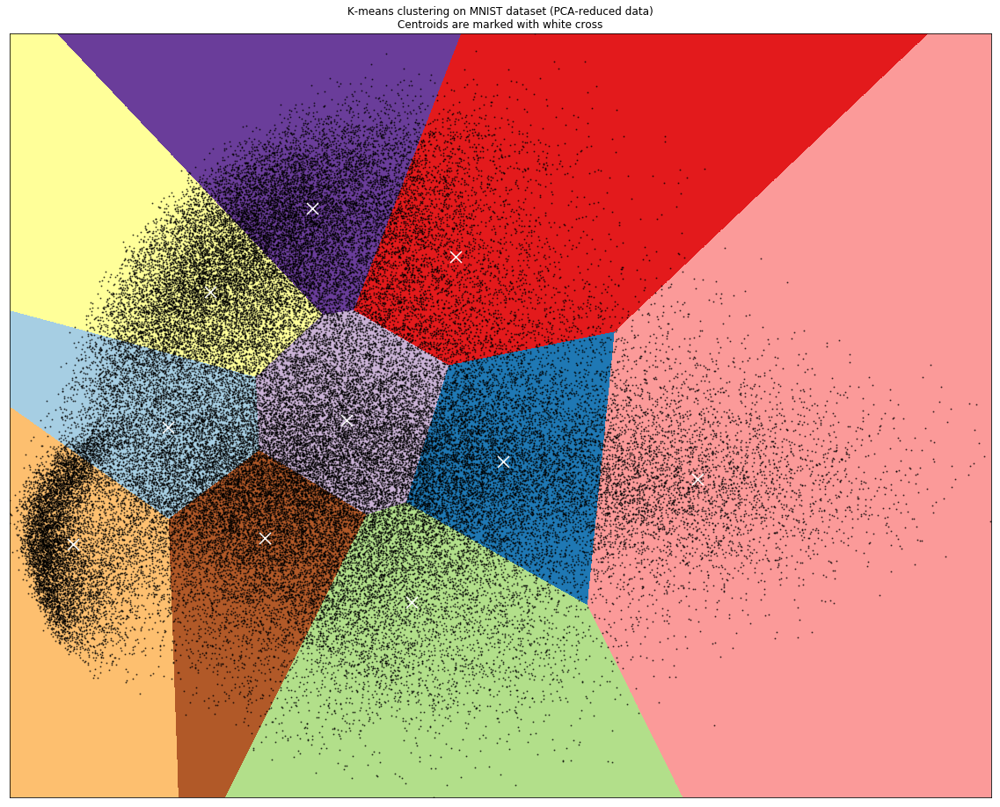 K-means clustering on MNIST dataset (PCA-reduced data)
Centroids are marked with white cross